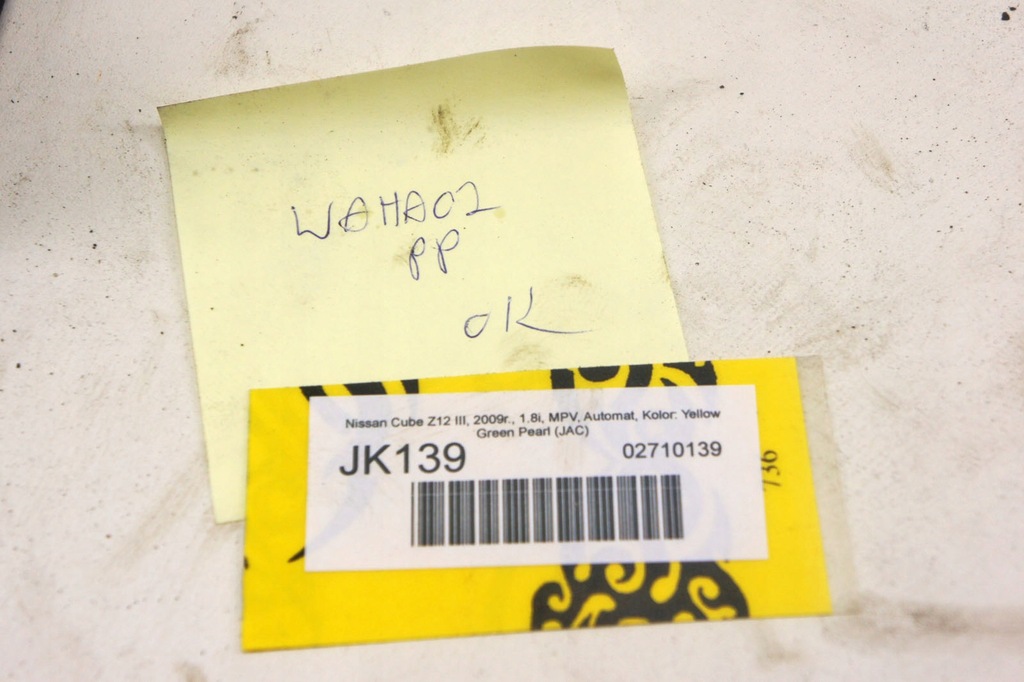 WAHACZ
PP
OK
Nissan Cube Z12 III, 2009r., 1.8i, MPV, Automat, Kolor: Yellow
Green Pearl (JAC)
JK139
02710139
736